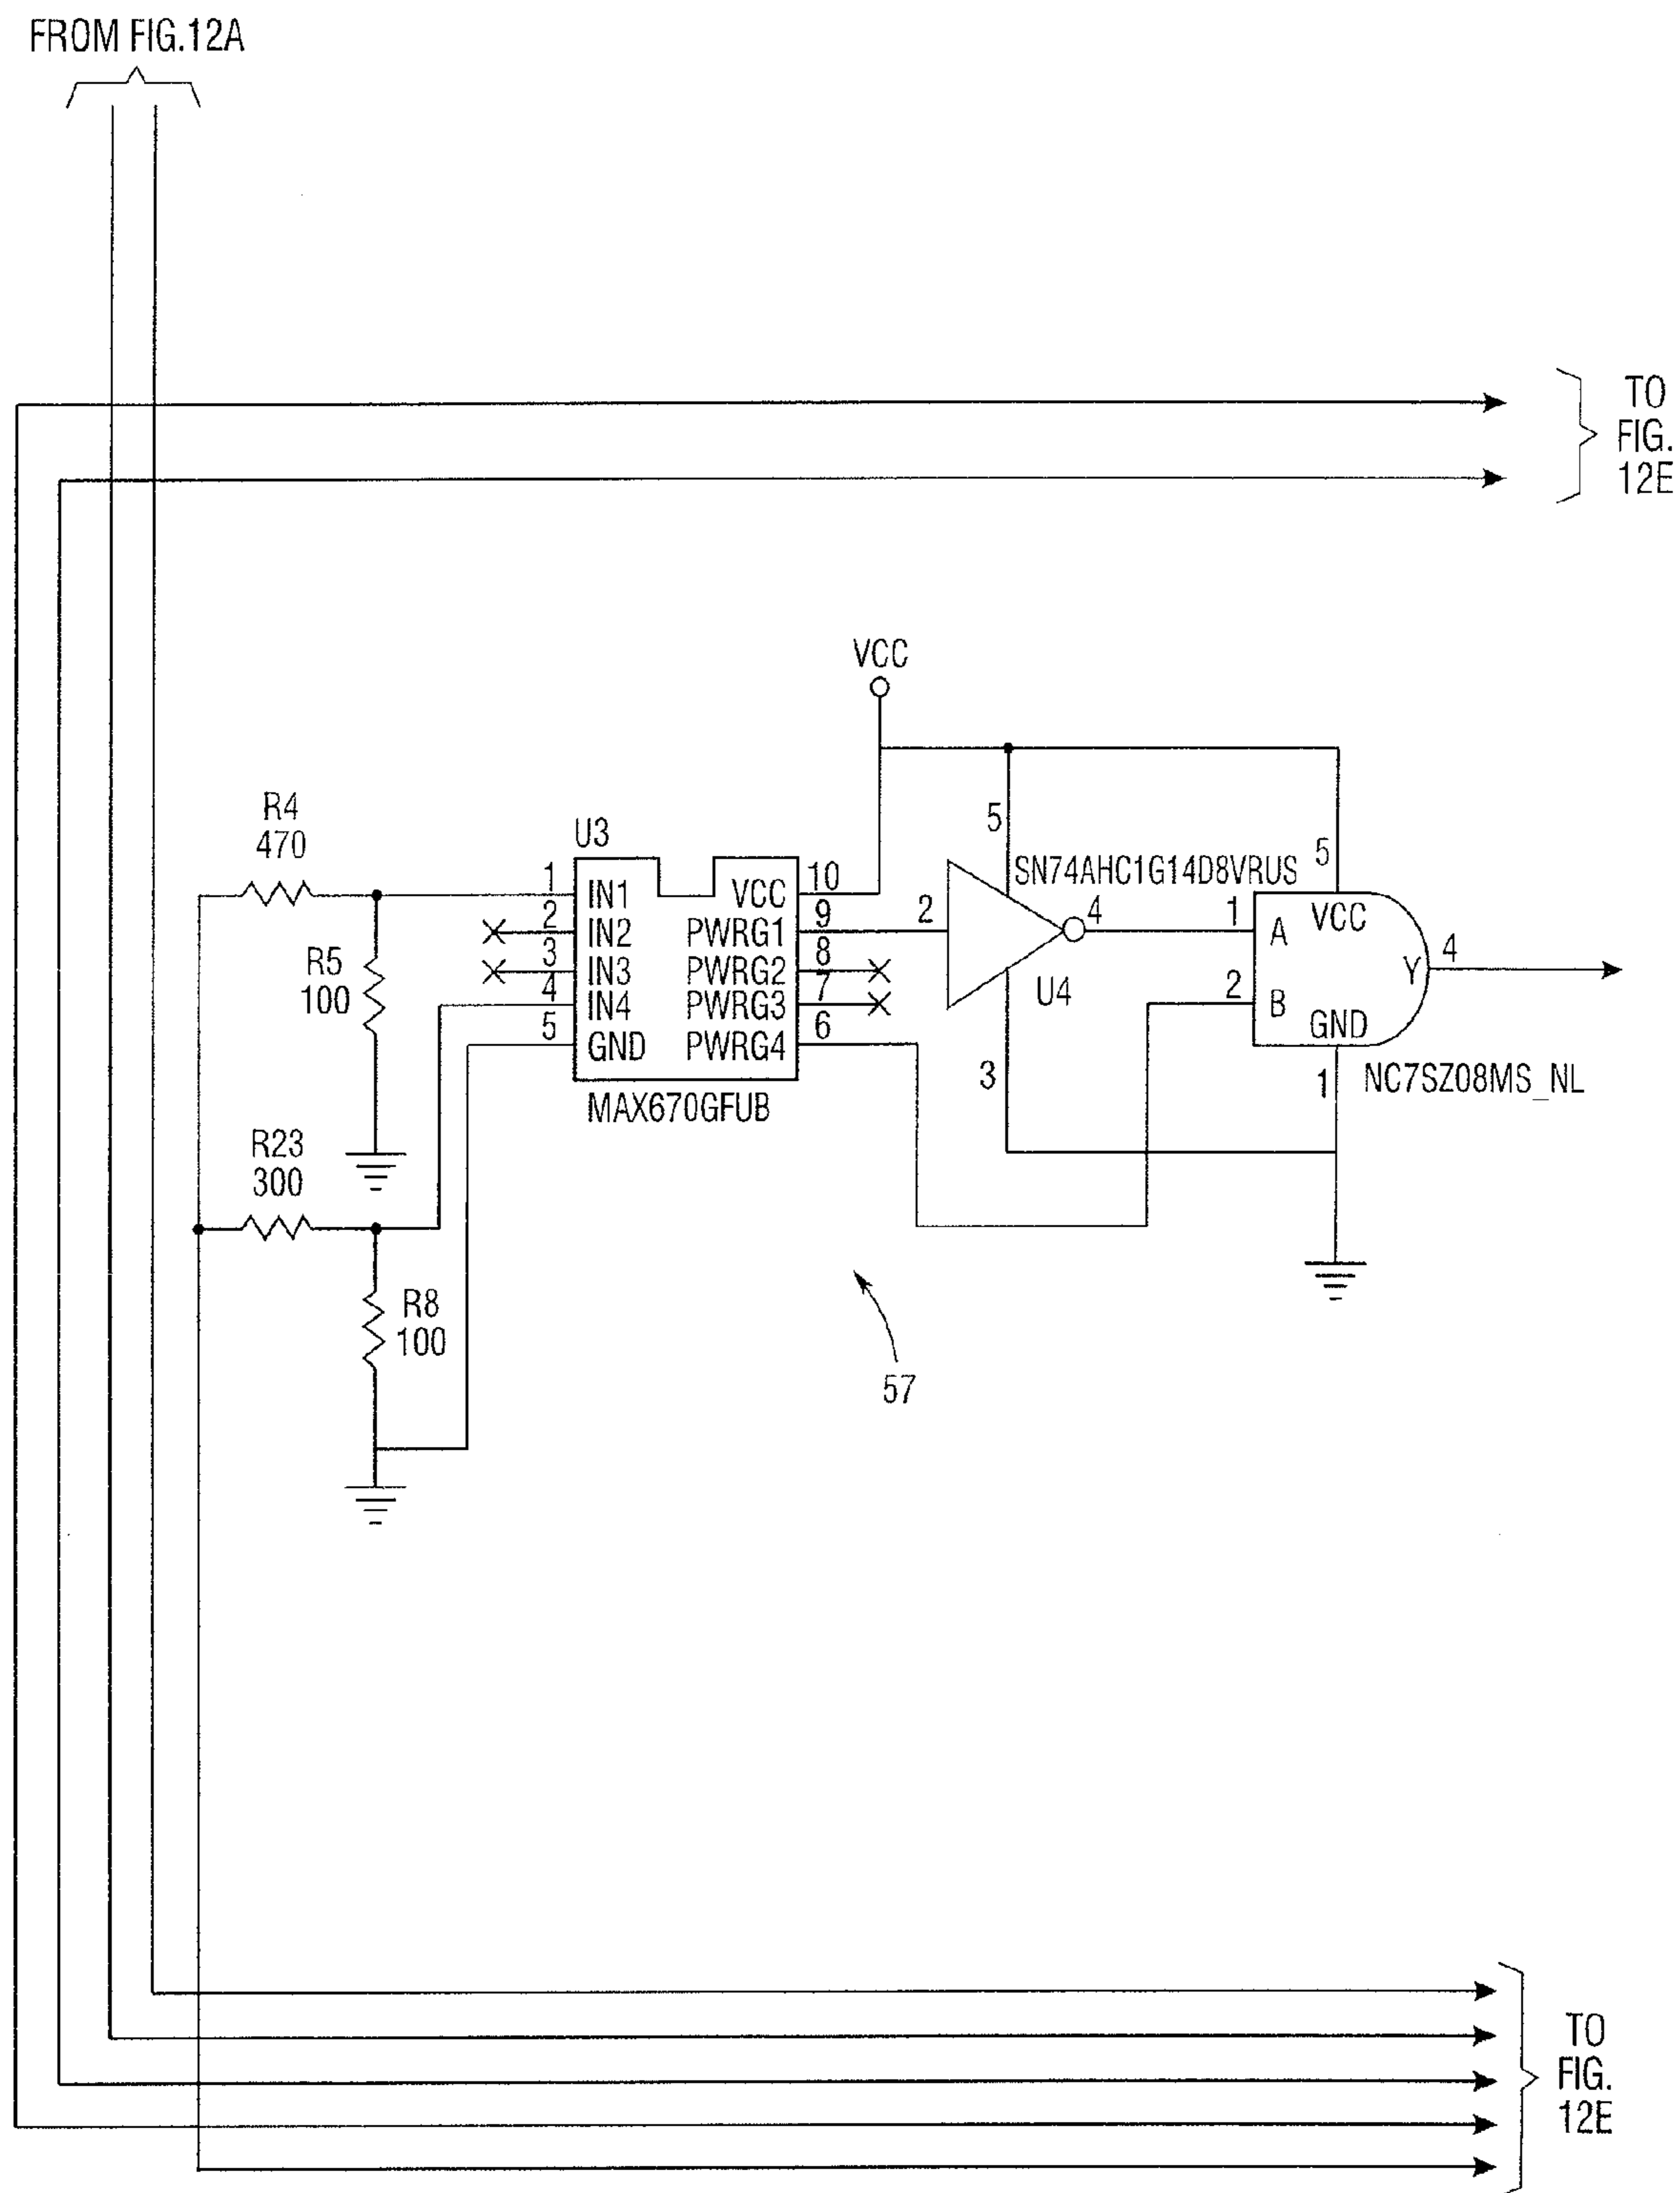 FROM FIG.12A
TO
FIG.
12E
VCC
R4
470
U3
5
SN74AHC1G14D8VRUS
5
1
IN1
VCC
10
2
IN2
PWRG1
9
2
4
1
A
VCC
3
IN3
PWRG2
8
Y
4
R5
100
4
IN4
PWRG3
7
U4
2
B
5
GND
PWRG4
6
GND
3
1
NC7SZ08MS_NL
MAX670GFUB
R23
300
R8
100
57
TO
FIG.
12E